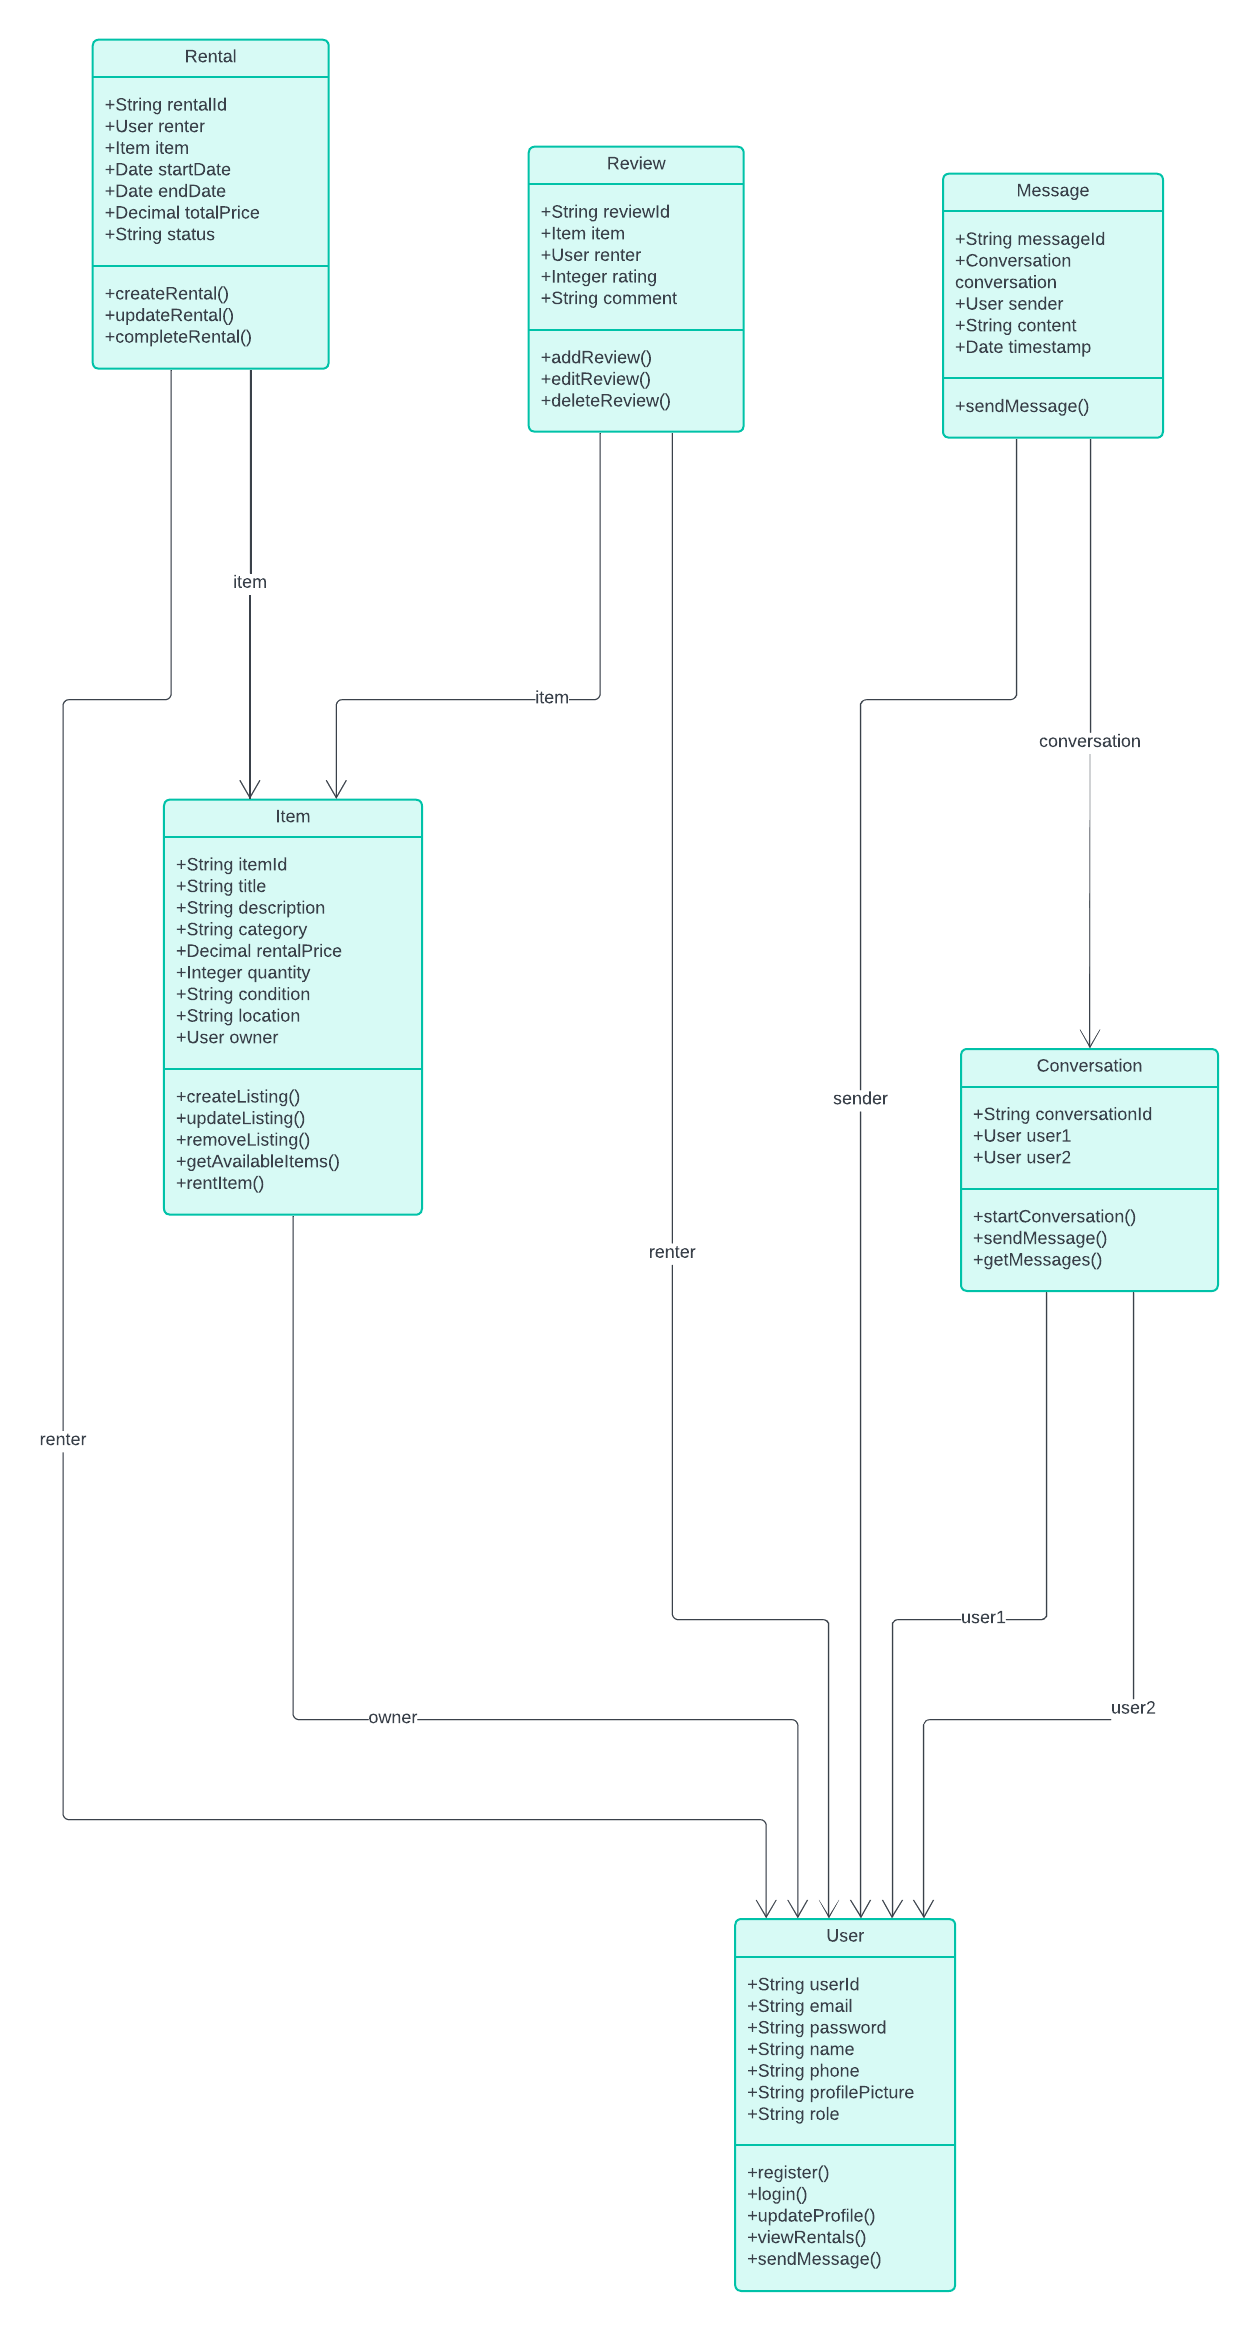 Rental
+String rentalId
+User renter
+Item item
+Date startDate
+Date endDate
+Decimal totalPrice
+String status
+createRental()
+updateRental()
+completeRental()
Review
+String reviewId
+Item item
+User renter
+Integer rating
+String comment
+addReview()
+editReview()
+deleteReview()
Message
+String messageId
+Conversation
conversation
+User sender
+String content
+Date timestamp
+sendMessage()
item
item
conversation
Item
+String itemId
+String title
+String description
+String category
+Decimal rentalPrice
+Integer quantity
+String condition
+String location
+User owner
+createListing()
+updateListing()
+removeListing()
+getAvailableItems()
+rentItem()
sender
Conversation
+String conversationId
+User user1
+User user2
+startConversation()
+sendMessage()
+getMessages()
renter
renter
user1
owner
user2
User
+String userId
+String email
+String password
+String name
+String phone
+String profilePicture
+String role
+register()
+login()
+updateProfile()
+viewRentals()
+sendMessage()